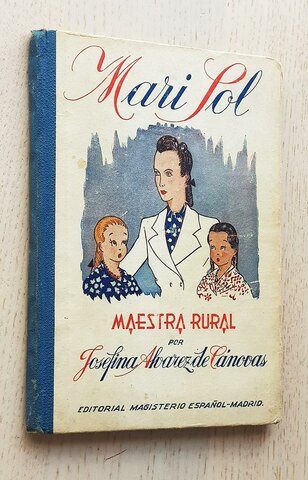 Mari Sol
MAESTRA RURAL
POR
Josefina Alvarez de Cánovas
EDITORIAL MAGISTERIO ESPAÑOL-MADRID.